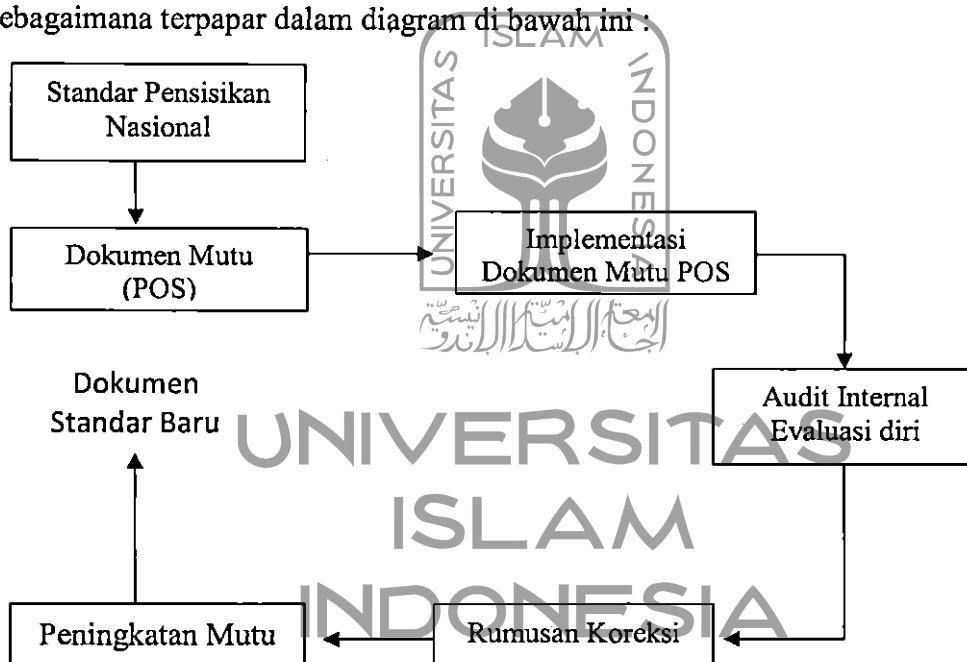 ebagaimana terpapar dalam diagram di bawah ini :
ISLAM
UNIVERSITAS
INDONESIA
Standar Pensisikan
Nasional
Dokumen Mutu
(POS)
Implementasi
Dokumen Mutu POS
Dokumen
Standar Baru
Audit Internal
Evaluasi diri
UNIVERSITAS
ISLAM
INDONESIA
Peningkatan Mutu
Rumusan Koreksi